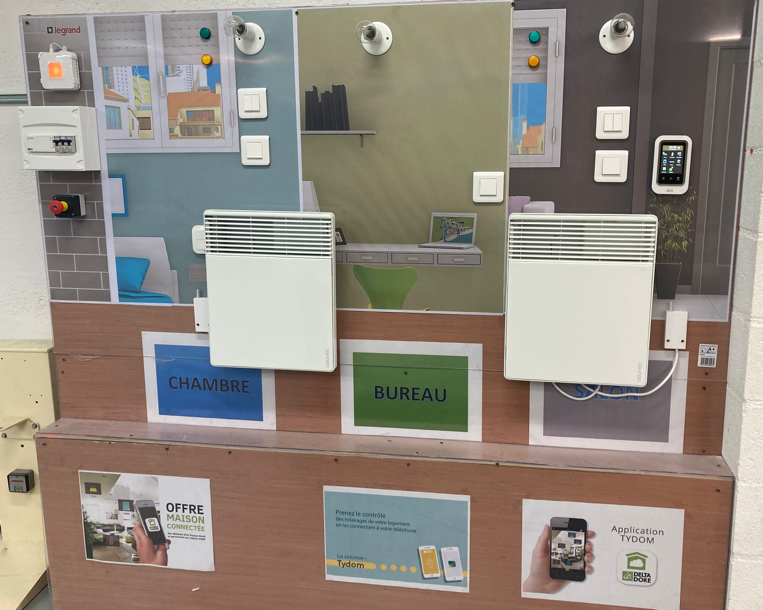 legrand
CHAMBRE
BUREAU
SALON
OFFRE
MAISON
CONNECTÉE
Prenez le contrôle
des éclairages de votre logement
en les connectant à votre téléphone
La solution :
Tydom
Application
TYDOM
DELTA
DORE